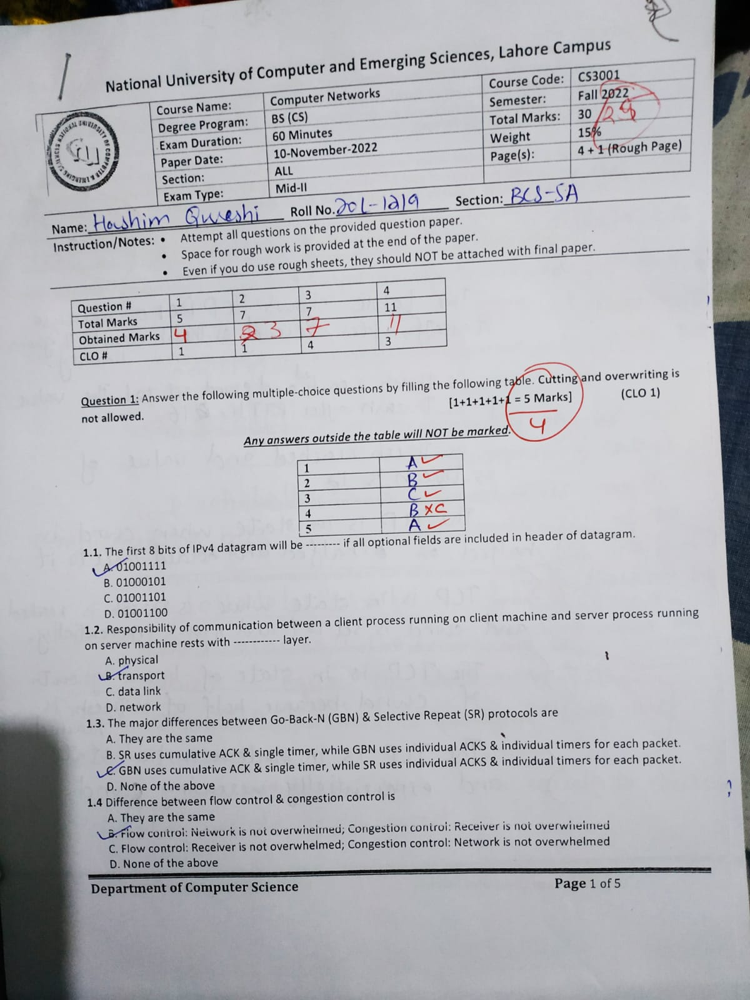 National University of Computer and Emerging Sciences, Lahore Campus
Course Name: Computer Networks Course Code: CS3001
Degree Program: BS (CS) Semester: Fall 2022
Exam Duration: 60 Minutes Total Marks: 30
Paper Date: 10-November-2022 Weight 15%
Section: ALL Page(s): 4 + 1 (Rough Page)
Exam Type: Mid-II
Name: Hashim Qureshi Roll No. 20L-1219 Section: BCS-5A
Instruction/Notes: • Attempt all questions on the provided question paper.
• Space for rough work is provided at the end of the paper.
• Even if you do use rough sheets, they should NOT be attached with final paper.
Question # 1 2 3 4
Total Marks 5 7 7 11
Obtained Marks 4 3 7 11
CLO # 1 1 4 3
Question 1: Answer the following multiple-choice questions by filling the following table. Cutting and overwriting is
not allowed. [1+1+1+1+1 = 5 Marks] (CLO 1)
4
Any answers outside the table will NOT be marked.
1 A ✓
2 B ✓
3 C ✓
4 B ×C
5 A ✓
1.1. The first 8 bits of IPv4 datagram will be --------- if all optional fields are included in header of datagram.
A. 01001111
B. 01000101
C. 01001101
D. 01001100
1.2. Responsibility of communication between a client process running on client machine and server process running
on server machine rests with ------------ layer.
A. physical
B. transport
C. data link
D. network
1.3. The major differences between Go-Back-N (GBN) & Selective Repeat (SR) protocols are
A. They are the same
B. SR uses cumulative ACK & single timer, while GBN uses individual ACKS & individual timers for each packet.
C. GBN uses cumulative ACK & single timer, while SR uses individual ACKS & individual timers for each packet.
D. None of the above
1.4 Difference between flow control & congestion control is
A. They are the same
B. Flow control: Network is not overwhelmed; Congestion control: Receiver is not overwhelmed
C. Flow control: Receiver is not overwhelmed; Congestion control: Network is not overwhelmed
D. None of the above
Department of Computer Science Page 1 of 5